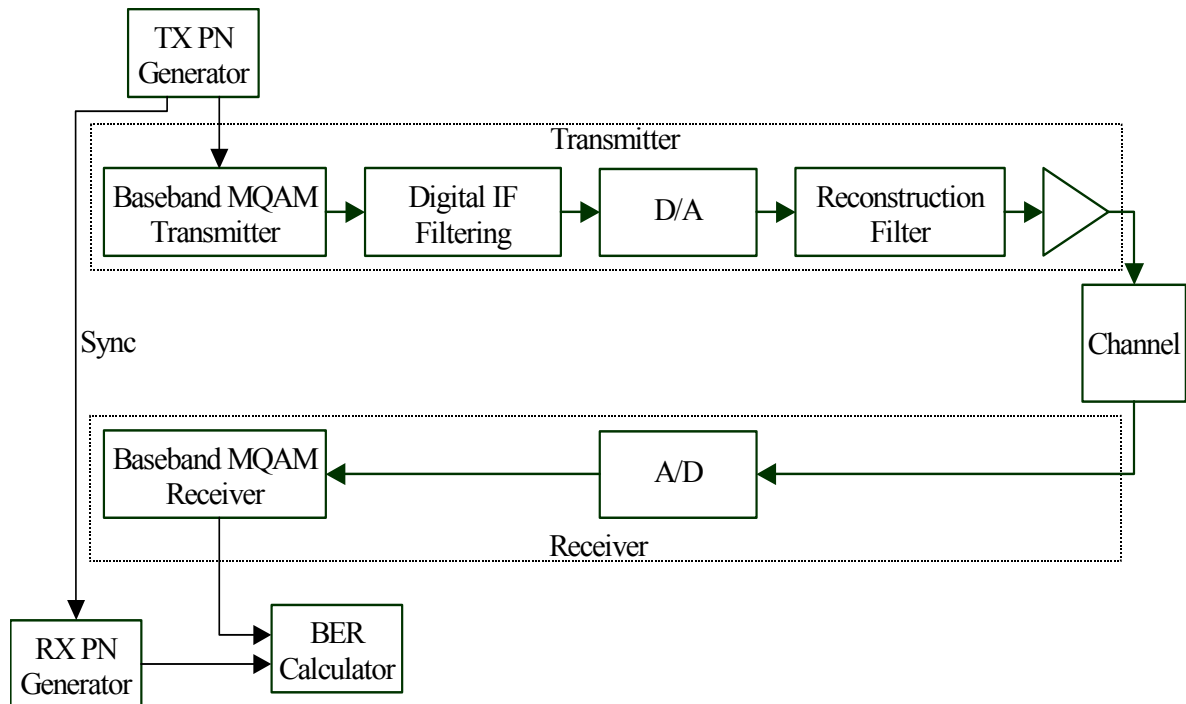 TX PN
Generator
Transmitter
Baseband MQAM
Transmitter
Digital IF
Filtering
D/A
Reconstruction
Filter
Sync
Channel
Baseband MQAM
Receiver
A/D
Receiver
RX PN
Generator
BER
Calculator